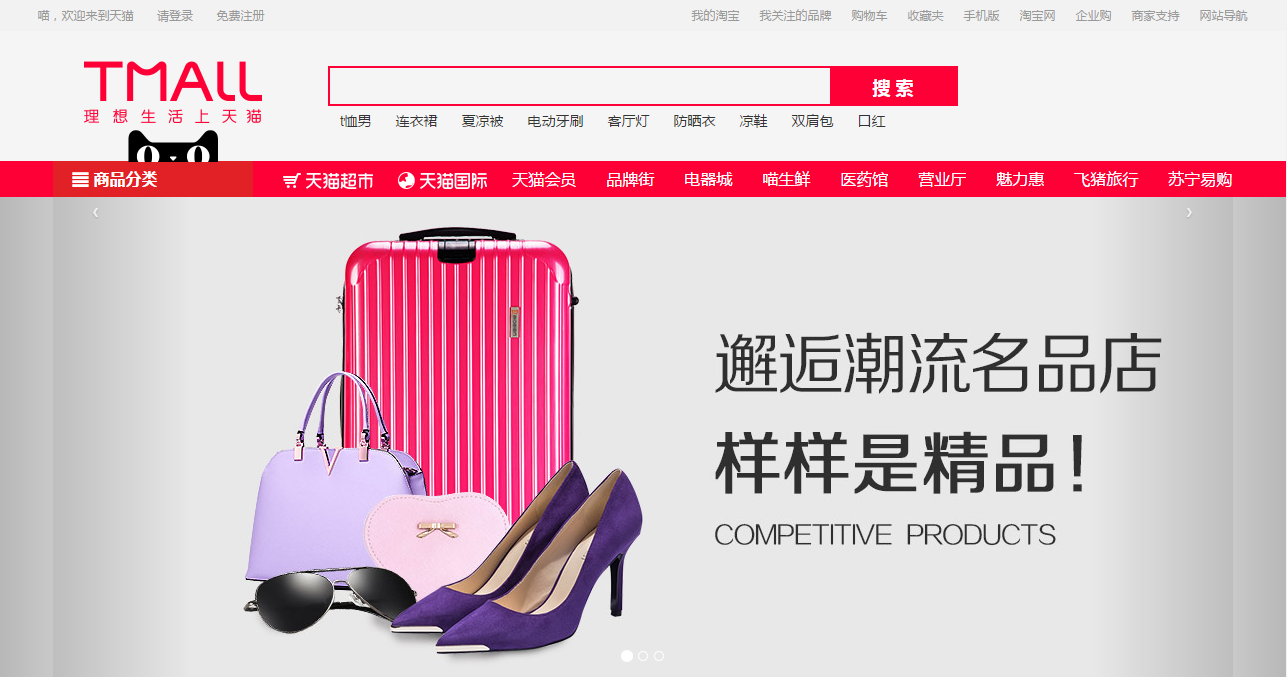 喵，欢迎来到天猫 请登录 免费注册 我的淘宝 我关注的品牌 购物车 收藏夹 手机版 淘宝网 企业购 商家支持 网站导航
TMALL
理想生活上天猫
搜索
t恤男 连衣裙 夏凉被 电动牙刷 客厅灯 防晒衣 凉鞋 双肩包 口红
商品分类 天猫超市 天猫国际 天猫会员 品牌街 电器城 喵生鲜 医药馆 营业厅 魅力惠 飞猪旅行 苏宁易购
邂逅潮流名品店
样样是精品！
COMPETITIVE PRODUCTS